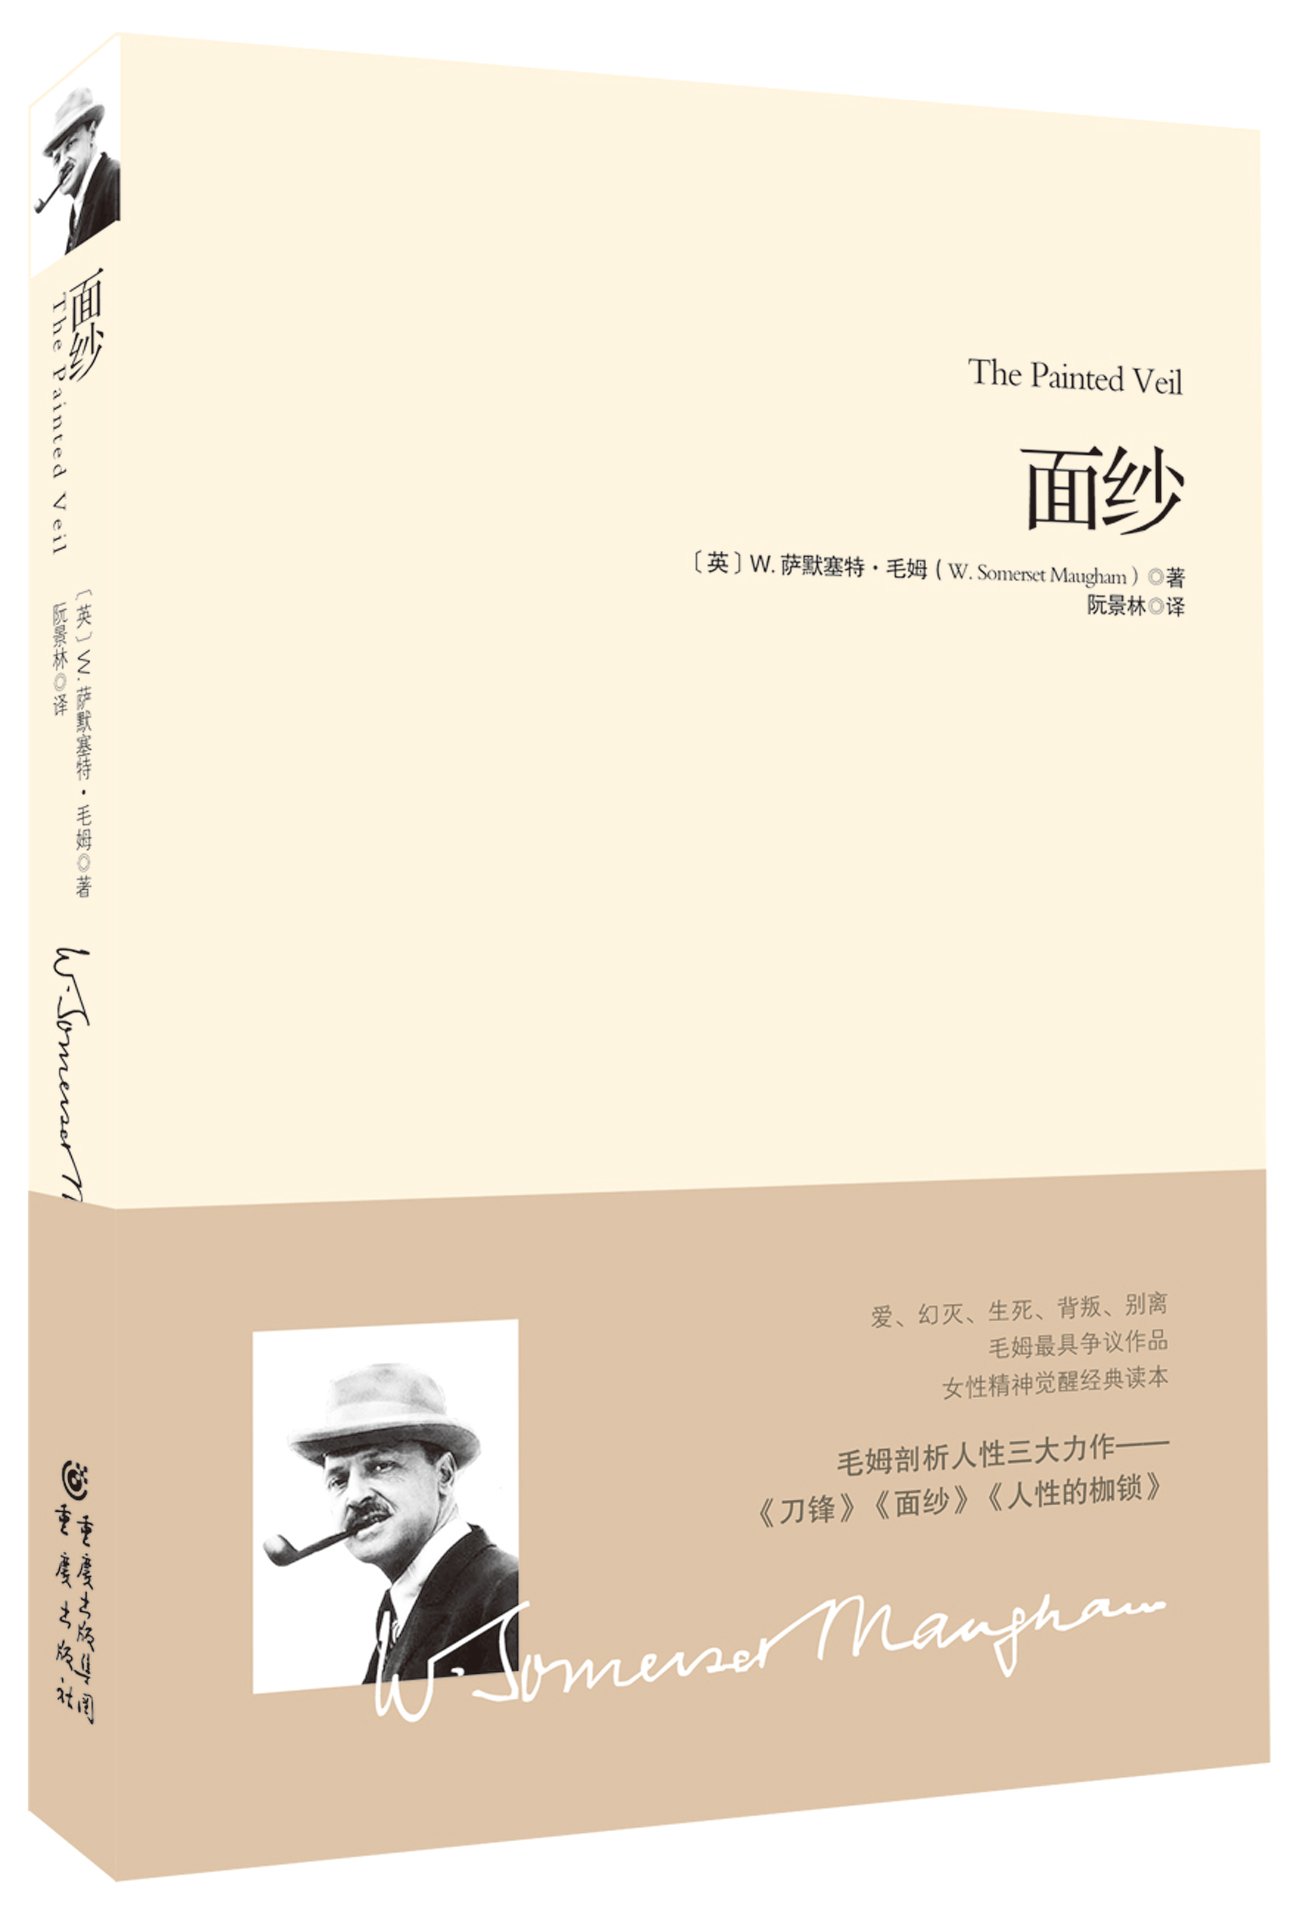 The Painted Veil
面纱
〔英〕W. 萨默塞特・毛姆（W. Somerset Maugham）◎著
阮景林◎译
爱、幻灭、生死、背叛、别离
毛姆最具争议作品
女性精神觉醒经典读本
毛姆剖析人性三大力作——
《刀锋》《面纱》《人性的枷锁》
W. Somerset Maugham
面纱
The Painted Veil
〔英〕W. 萨默塞特・毛姆◎著
阮景林◎译
W. Somerset M
重庆出版集团
重庆出版社